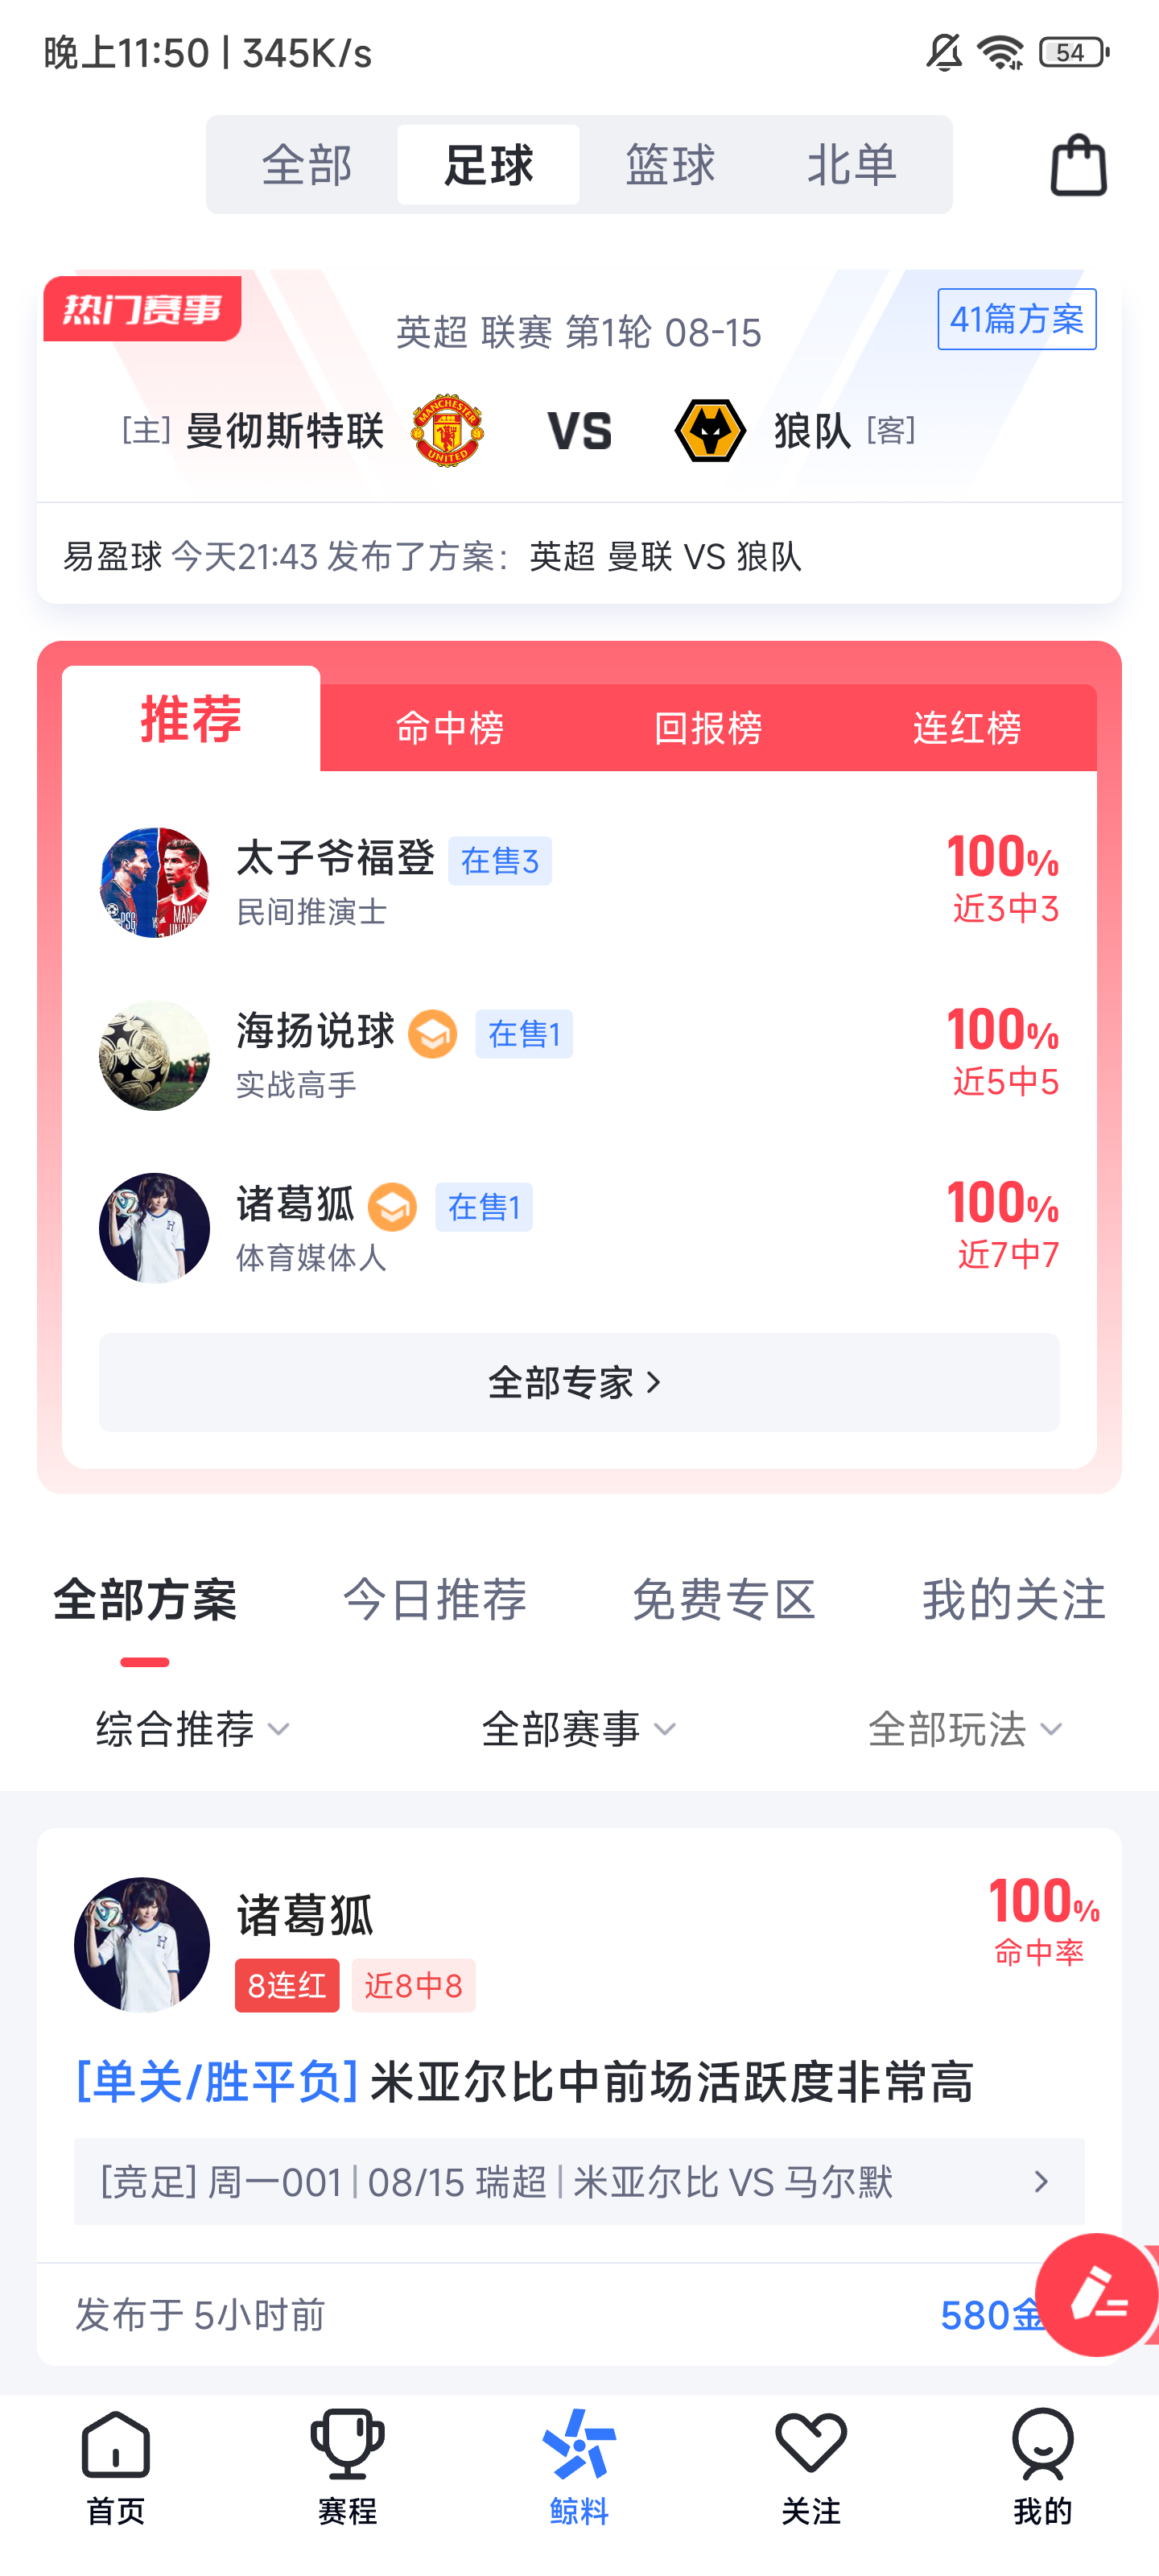 晚上11:50 | 345K/s
54
全部 足球 篮球 北单
热门赛事
英超 联赛 第1轮 08-15
41篇方案
[主] 曼彻斯特联 MANCHESTER UNITED VS 狼队 [客]
易盈球 今天21:43 发布了方案: 英超 曼联 VS 狼队
推荐 命中榜 回报榜 连红榜
太子爷福登 在售3
民间推演士
100%
近3中3
海扬说球 在售1
实战高手
100%
近5中5
诸葛狐 在售1
体育媒体人
100%
近7中7
全部专家
全部方案 今日推荐 免费专区 我的关注
综合推荐 全部赛事 全部玩法
诸葛狐
8连红 近8中8
100%
命中率
[单关/胜平负] 米亚尔比中前场活跃度非常高
[竞足] 周一001 | 08/15 瑞超 | 米亚尔比 VS 马尔默
发布于 5小时前
580金
首页 赛程 鲸料 关注 我的